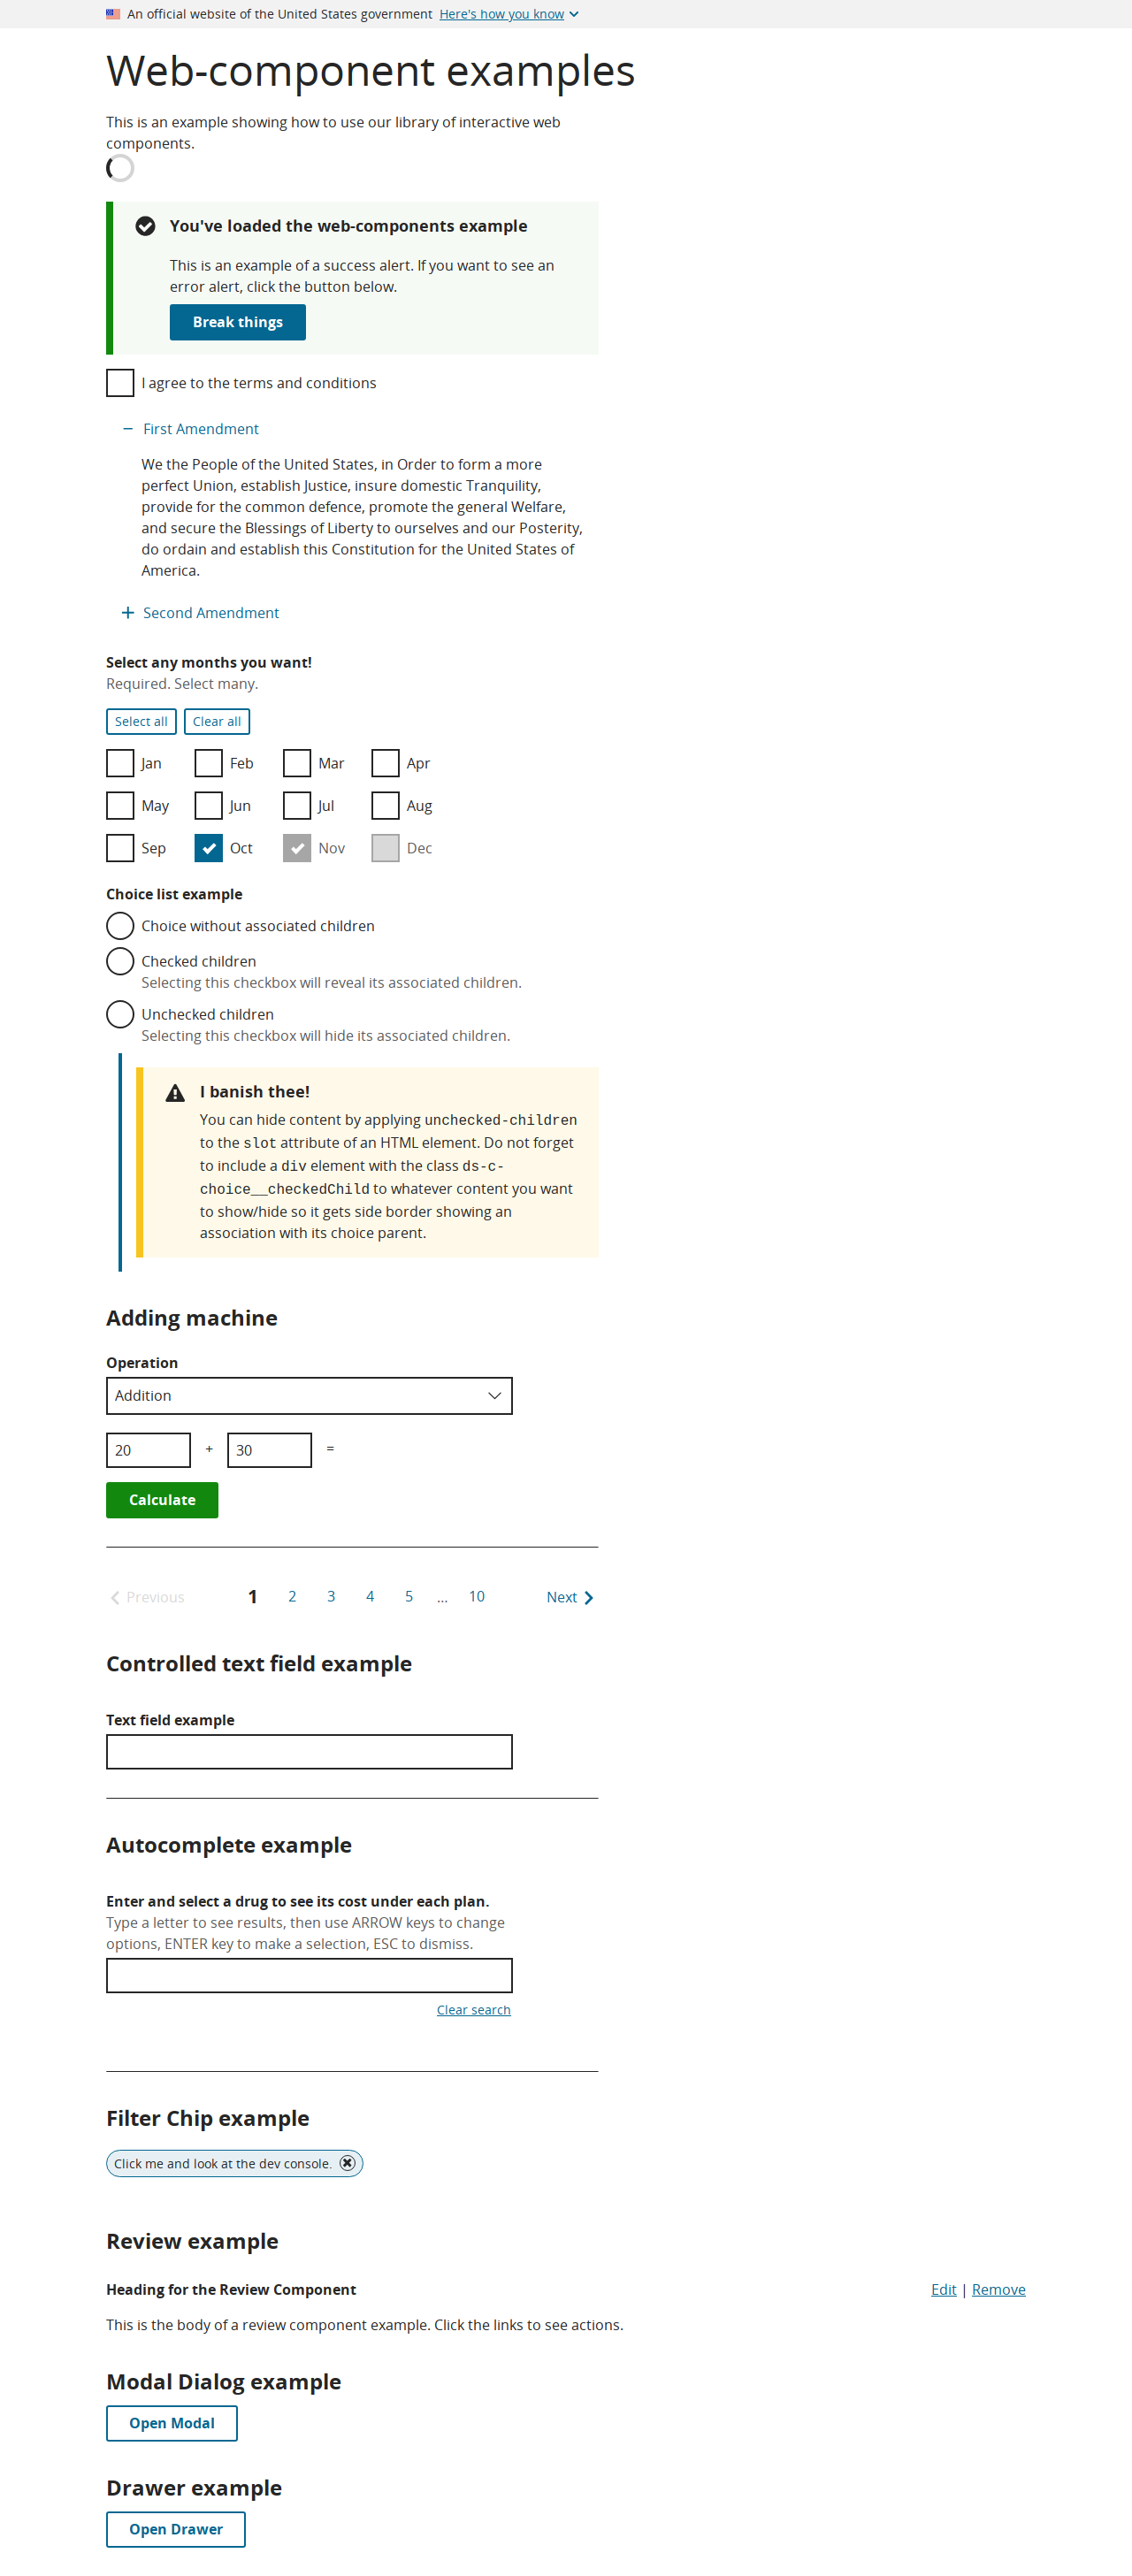 An official website of the United States government Here's how you know
Web-component examples
This is an example showing how to use our library of interactive web
components.
You've loaded the web-components example
This is an example of a success alert. If you want to see an
error alert, click the button below.
Break things
I agree to the terms and conditions
First Amendment
We the People of the United States, in Order to form a more
perfect Union, establish Justice, insure domestic Tranquility,
provide for the common defence, promote the general Welfare,
and secure the Blessings of Liberty to ourselves and our Posterity,
do ordain and establish this Constitution for the United States of
America.
Second Amendment
Select any months you want!
Required. Select many.
Select all Clear all
Jan Feb Mar Apr
May Jun Jul Aug
Sep Oct Nov Dec
Choice list example
Choice without associated children
Checked children
Selecting this checkbox will reveal its associated children.
Unchecked children
Selecting this checkbox will hide its associated children.
I banish thee!
You can hide content by applying unchecked-children
to the slot attribute of an HTML element. Do not forget
to include a div element with the class ds-c-
choice__checkedChild to whatever content you want
to show/hide so it gets side border showing an
association with its choice parent.
Adding machine
Operation
Addition
20 + 30 =
Calculate
Previous 1 2 3 4 5 … 10 Next
Controlled text field example
Text field example
Autocomplete example
Enter and select a drug to see its cost under each plan.
Type a letter to see results, then use ARROW keys to change
options, ENTER key to make a selection, ESC to dismiss.
Clear search
Filter Chip example
Click me and look at the dev console.
Review example
Heading for the Review Component Edit | Remove
This is the body of a review component example. Click the links to see actions.
Modal Dialog example
Open Modal
Drawer example
Open Drawer